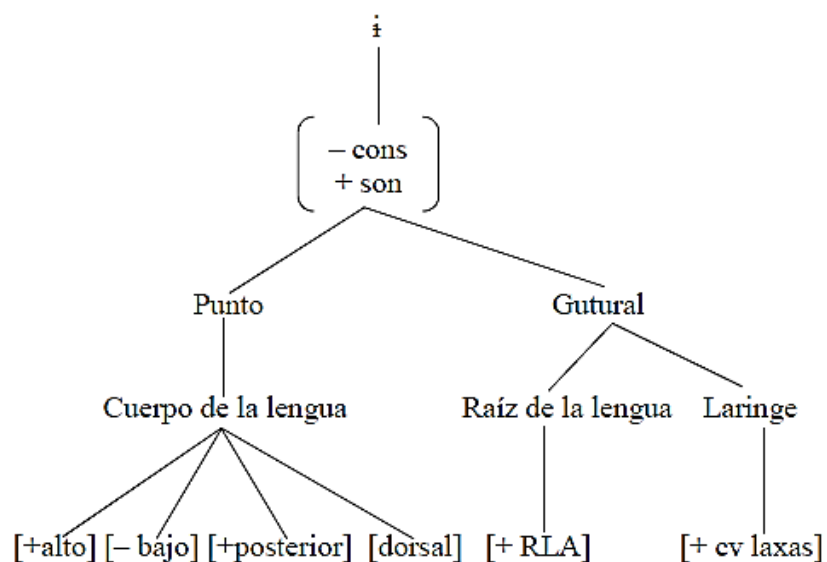 ɨ
– cons
+ son
Punto Gutural
Cuerpo de la lengua Raíz de la lengua Laringe
[+alto] [– bajo] [+posterior] [dorsal] [+ RLA] [+ cv laxas]